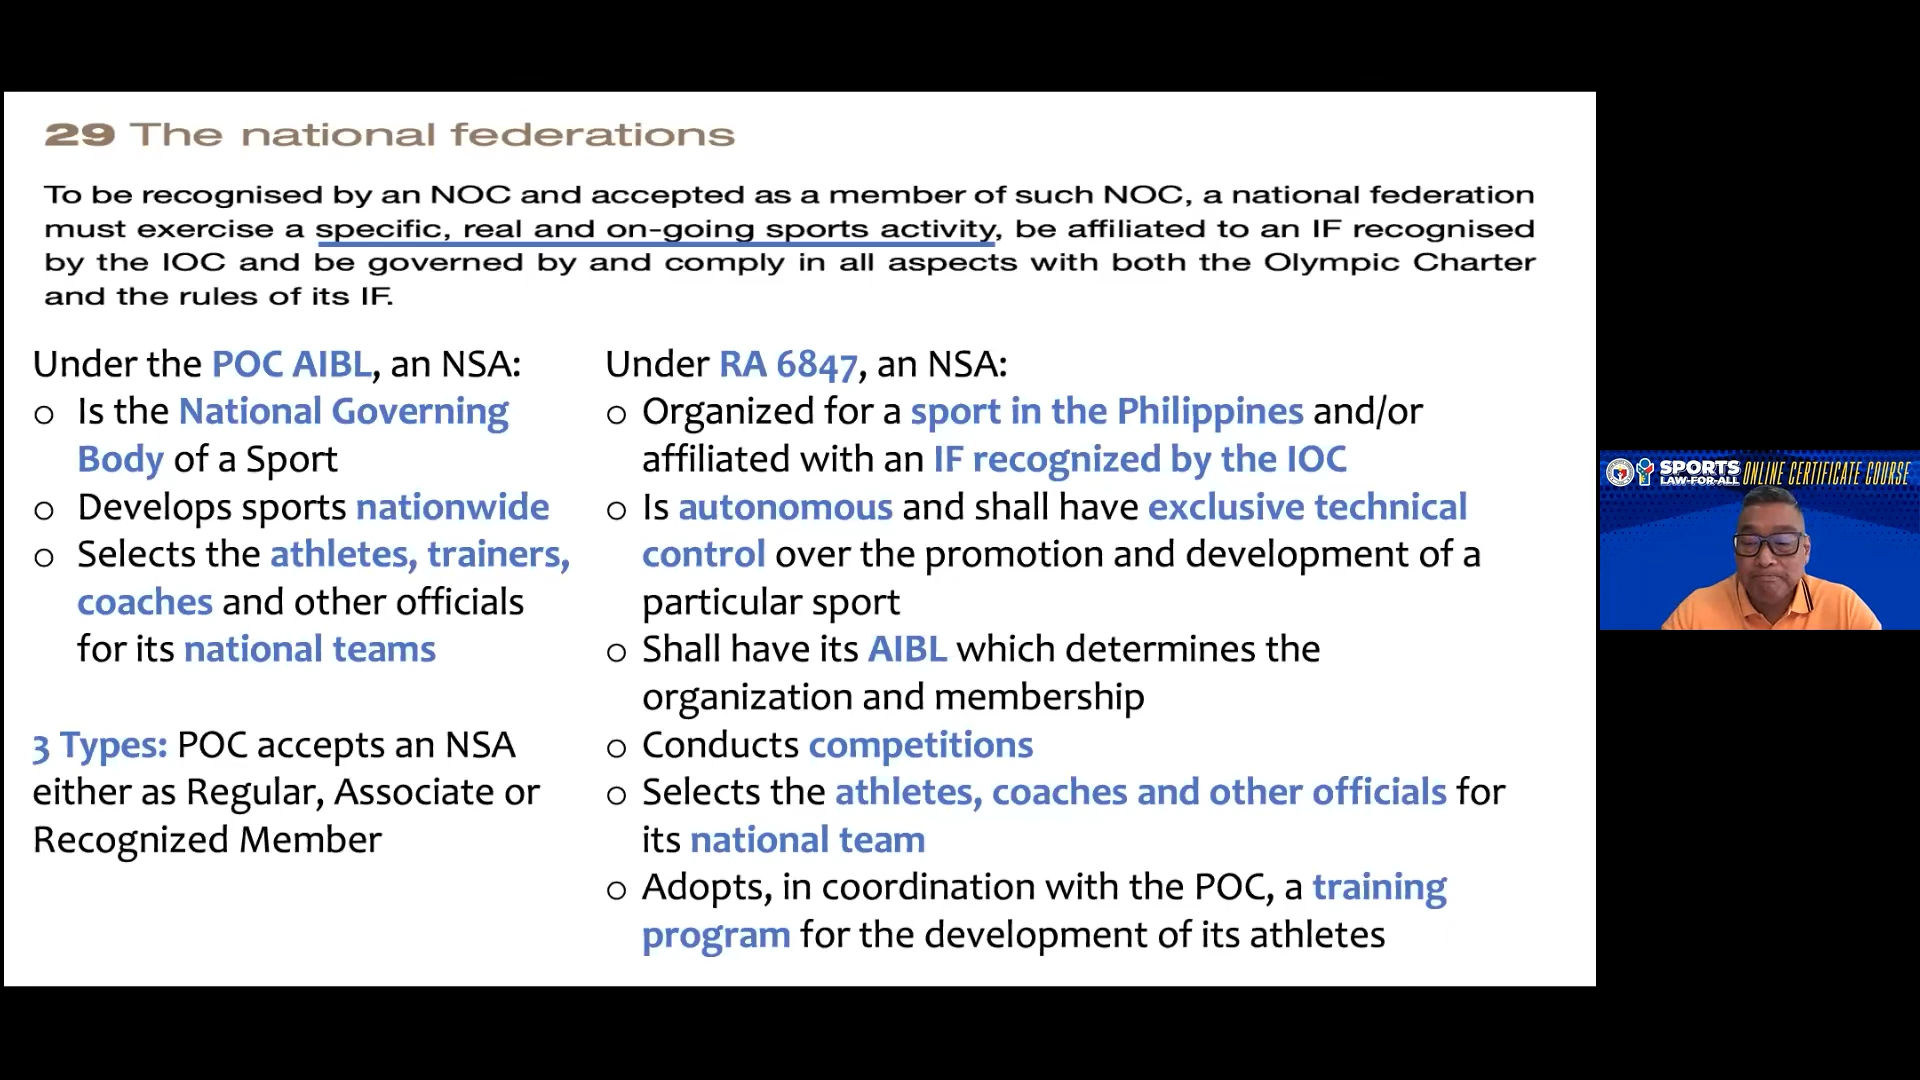 29 The national federations
To be recognised by an NOC and accepted as a member of such NOC, a national federation
must exercise a specific, real and on-going sports activity, be affiliated to an IF recognised
by the IOC and be governed by and comply in all aspects with both the Olympic Charter
and the rules of its IF.
Under the POC AIBL, an NSA:
o Is the National Governing
Body of a Sport
o Develops sports nationwide
o Selects the athletes, trainers,
coaches and other officials
for its national teams
3 Types: POC accepts an NSA
either as Regular, Associate or
Recognized Member
Under RA 6847, an NSA:
o Organized for a sport in the Philippines and/or
affiliated with an IF recognized by the IOC
o Is autonomous and shall have exclusive technical
control over the promotion and development of a
particular sport
o Shall have its AIBL which determines the
organization and membership
o Conducts competitions
o Selects the athletes, coaches and other officials for
its national team
o Adopts, in coordination with the POC, a training
program for the development of its athletes
SPORTS
LAW-FOR-ALL
ONLINE CERTIFICATE COURSE